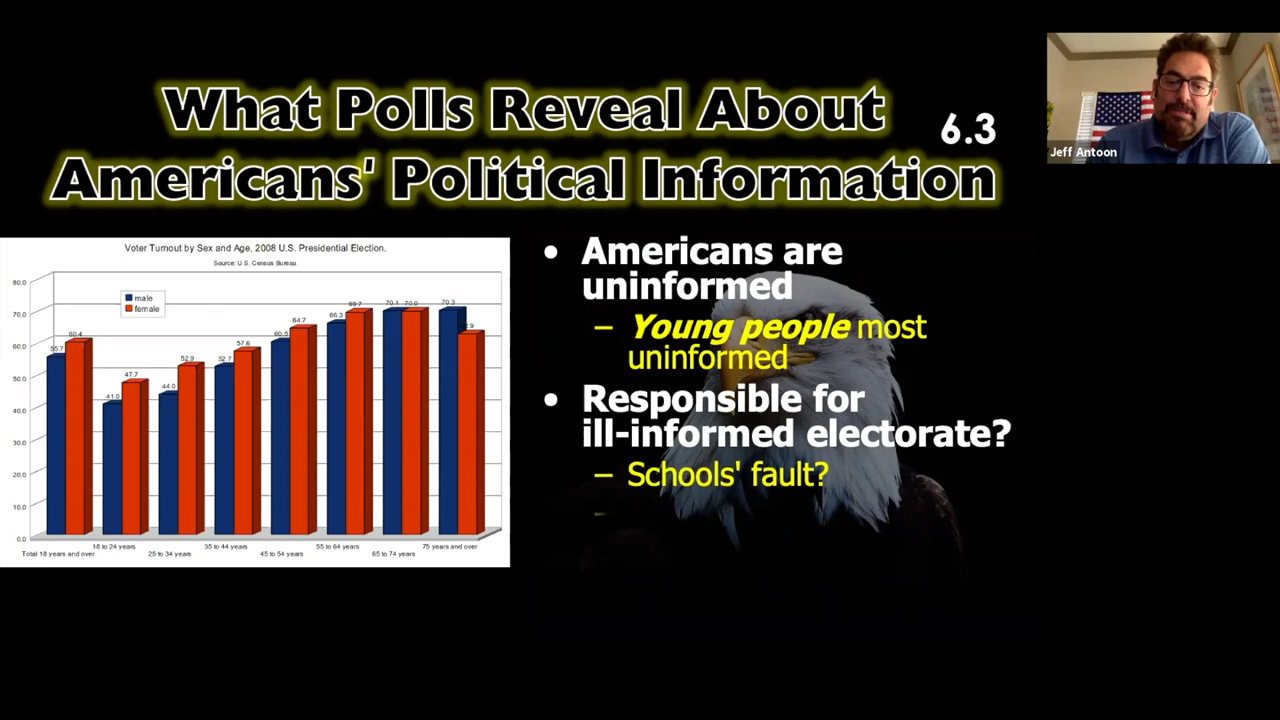 What Polls Reveal About
Americans' Political Information
6.3
Jeff Antoon
Voter Turnout by Sex and Age, 2008 U.S. Presidential Election.
Source: U.S. Census Bureau.
male
female
80.0
70.0
60.0
50.0
40.0
30.0
20.0
10.0
0.0
55.7
60.4
41.0
47.7
44.0
52.9
52.7
57.6
60.5
64.7
66.3
69.7
70.1
70.0
70.3
Total 18 years and over
18 to 24 years
25 to 34 years
35 to 44 years
45 to 54 years
55 to 64 years
65 to 74 years
75 years and over
• Americans are
uninformed
– Young people most
uninformed
• Responsible for
ill-informed electorate?
– Schools' fault?
–